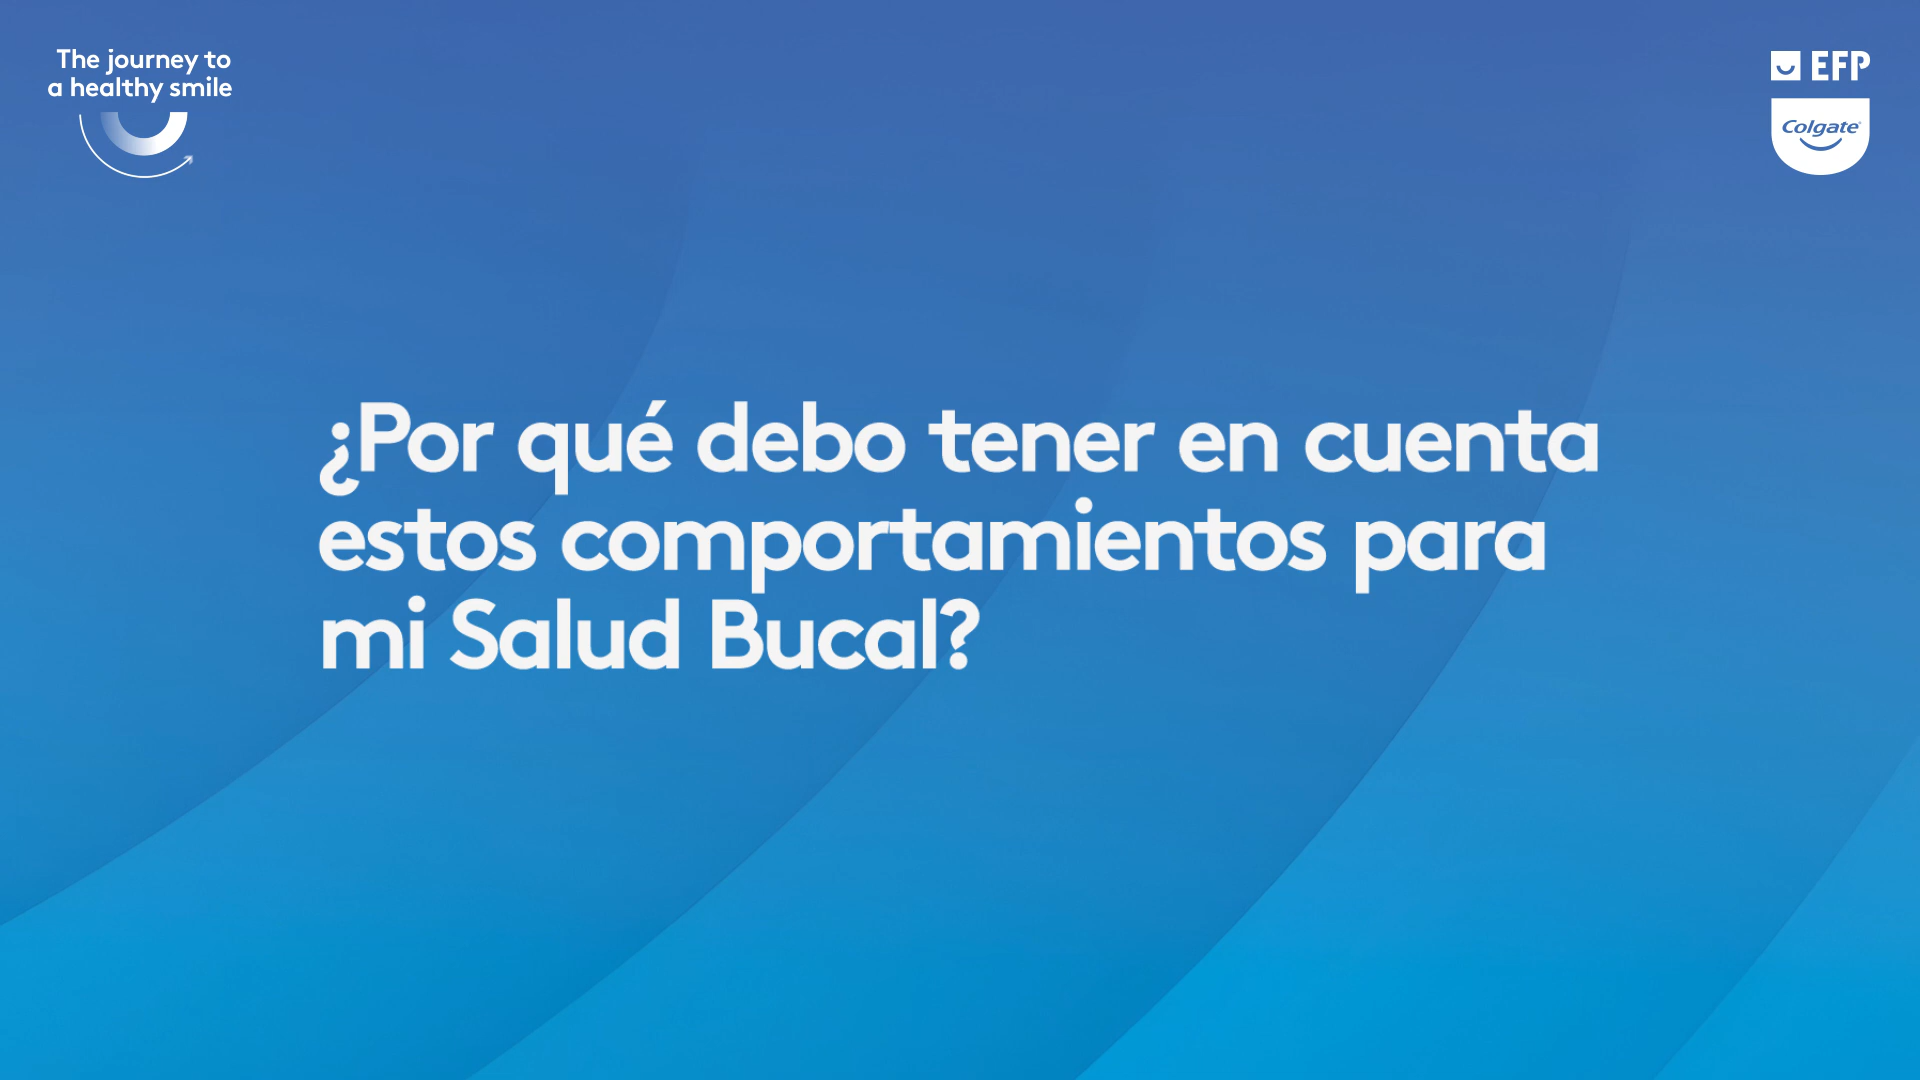 The journey to
a healthy smile
EFP
Colgate
¿Por qué debo tener en cuenta
estos comportamientos para
mi Salud Bucal?